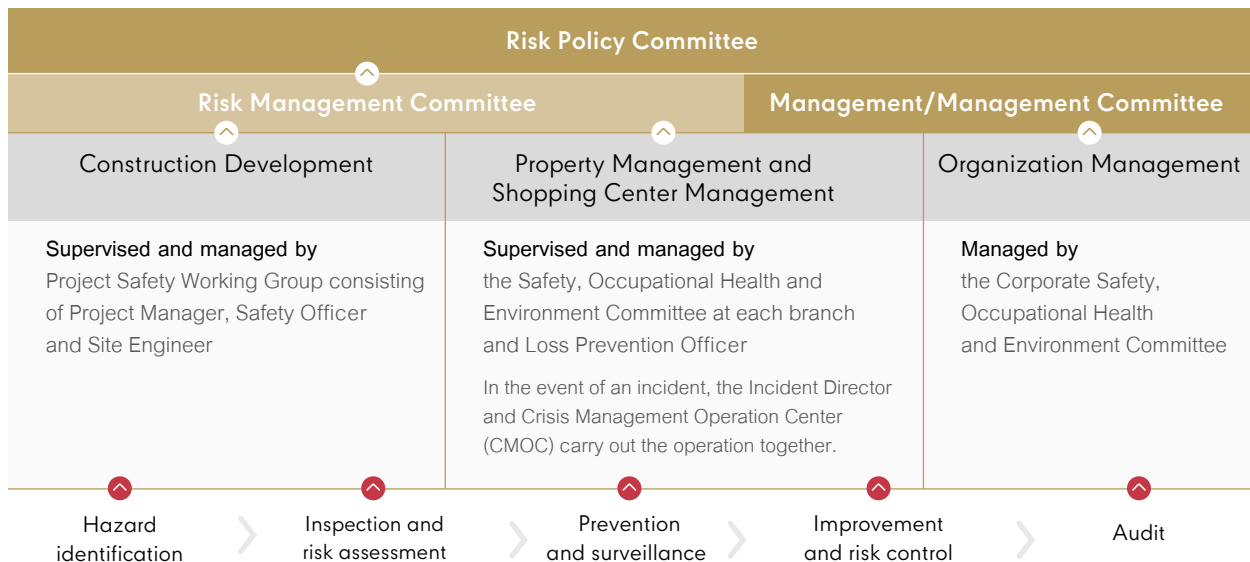 Risk Policy Committee
Risk Management Committee
Management/Management Committee
Construction Development
Property Management and
Shopping Center Management
Organization Management
Supervised and managed by
Project Safety Working Group consisting
of Project Manager, Safety Officer
and Site Engineer
Supervised and managed by
the Safety, Occupational Health and
Environment Committee at each branch
and Loss Prevention Officer
In the event of an incident, the Incident Director
and Crisis Management Operation Center
(CMOC) carry out the operation together.
Managed by
the Corporate Safety,
Occupational Health
and Environment Committee
Hazard
identification
Inspection and
risk assessment
Prevention
and surveillance
Improvement
and risk control
Audit